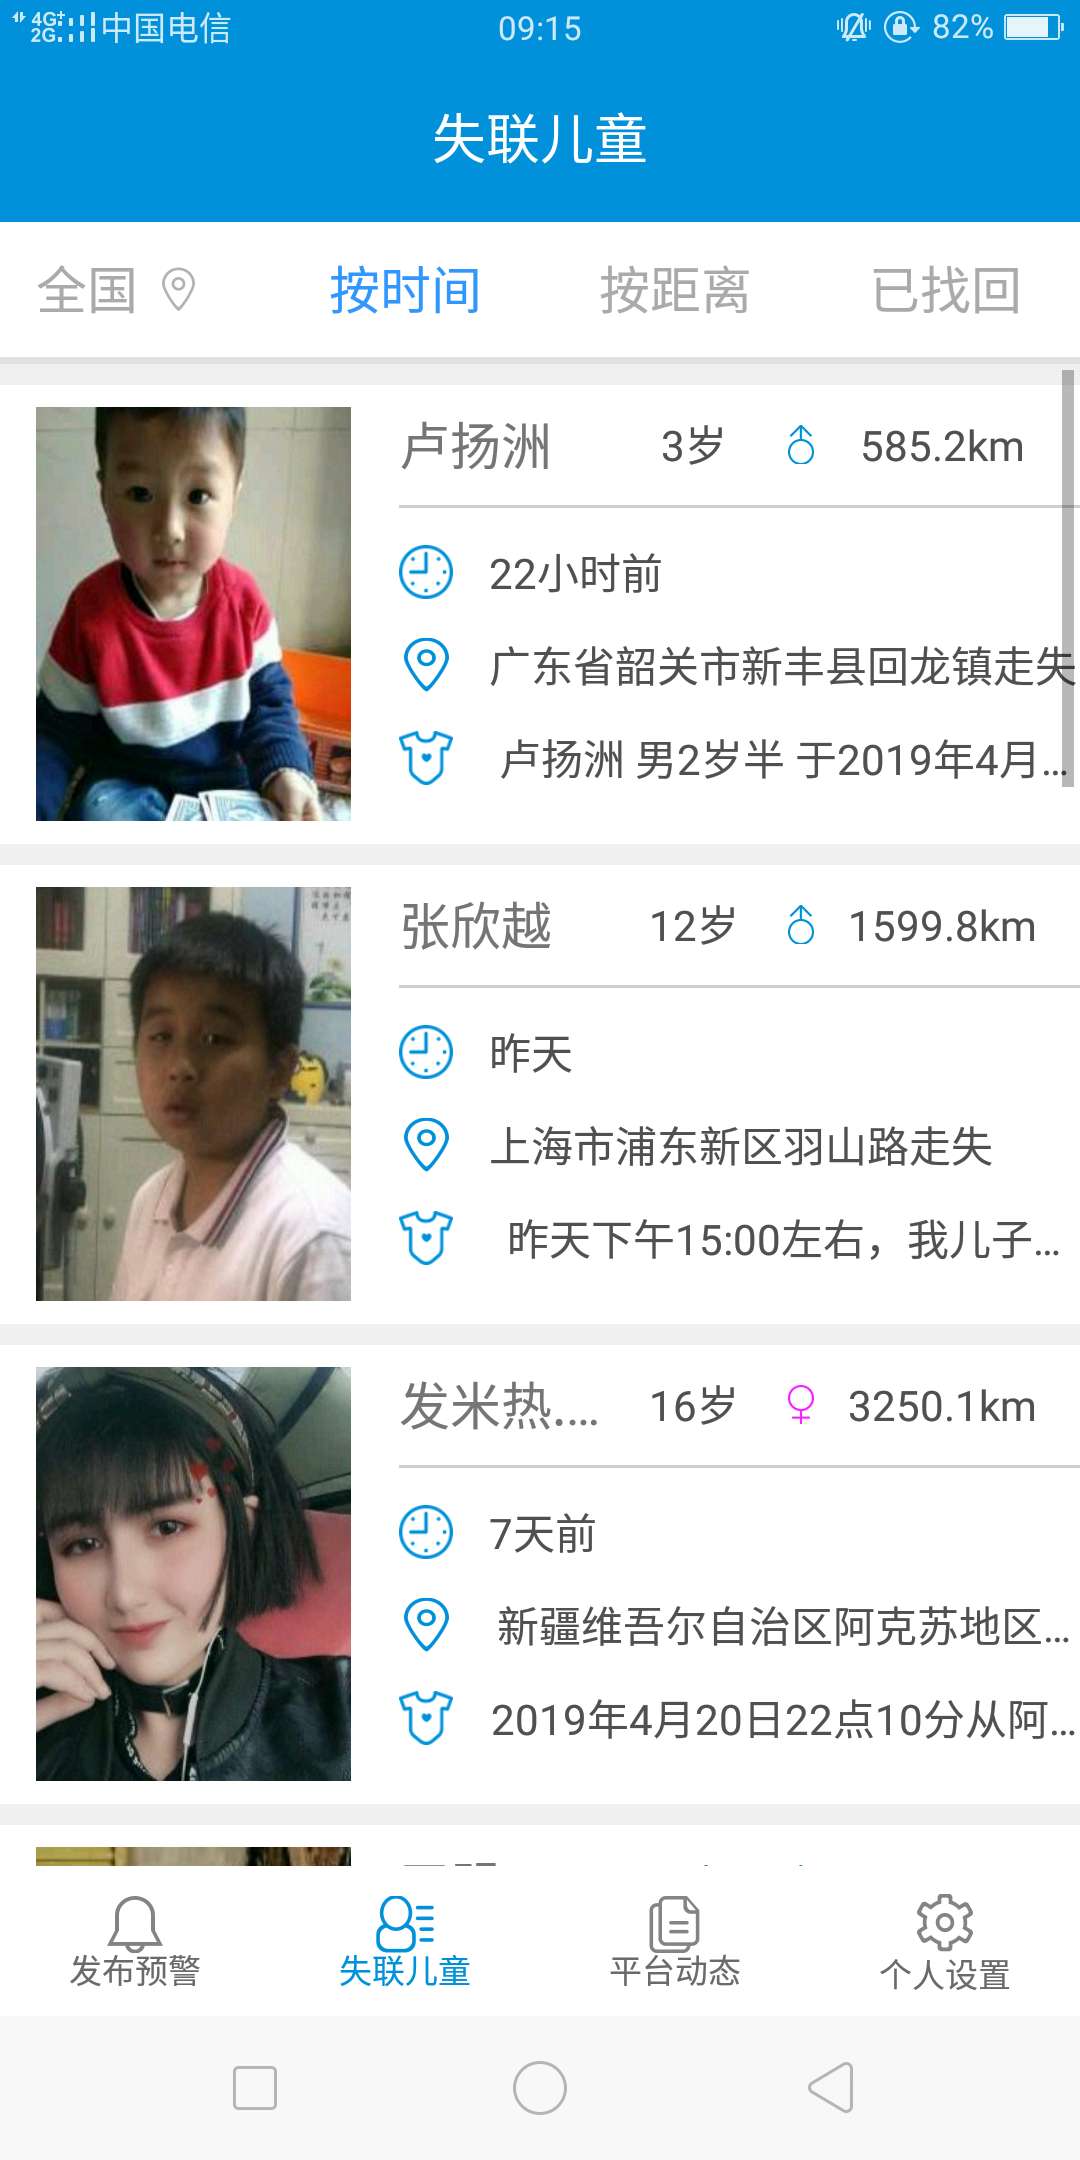 4G+
2G 中国电信 09:15 82%
失联儿童
全国 按时间 按距离 已找回
卢扬洲 3岁 585.2km
22小时前
广东省韶关市新丰县回龙镇走失
卢扬洲 男2岁半 于2019年4月...
张欣越 12岁 1599.8km
昨天
上海市浦东新区羽山路走失
昨天下午15:00左右，我儿子...
发米热.... 16岁 3250.1km
7天前
新疆维吾尔自治区阿克苏地区...
2019年4月20日22点10分从阿...
发布预警 失联儿童 平台动态 个人设置